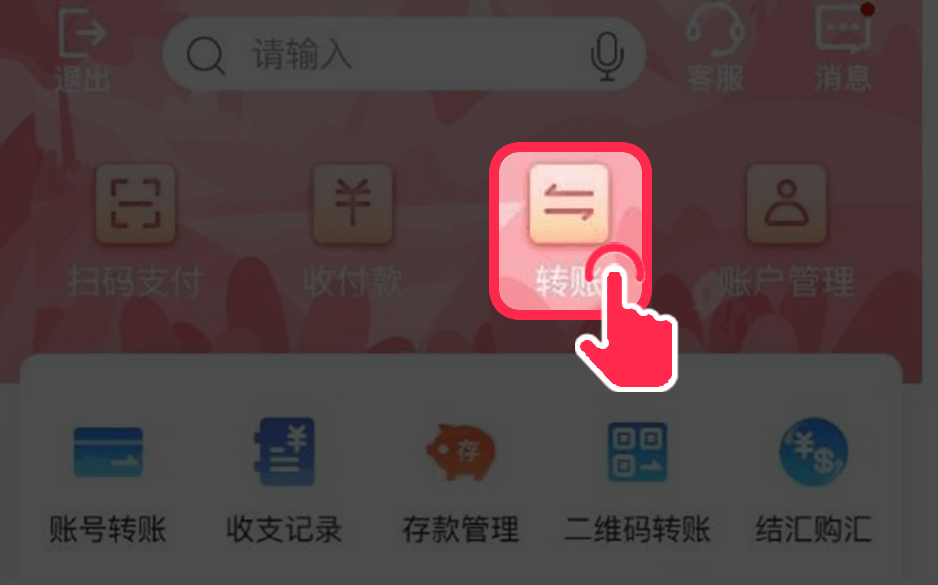 请输入
退出 客服 消息
扫码支付 收付款 转账 账户管理
存
账号转账 收支记录 存款管理 二维码转账 结汇购汇